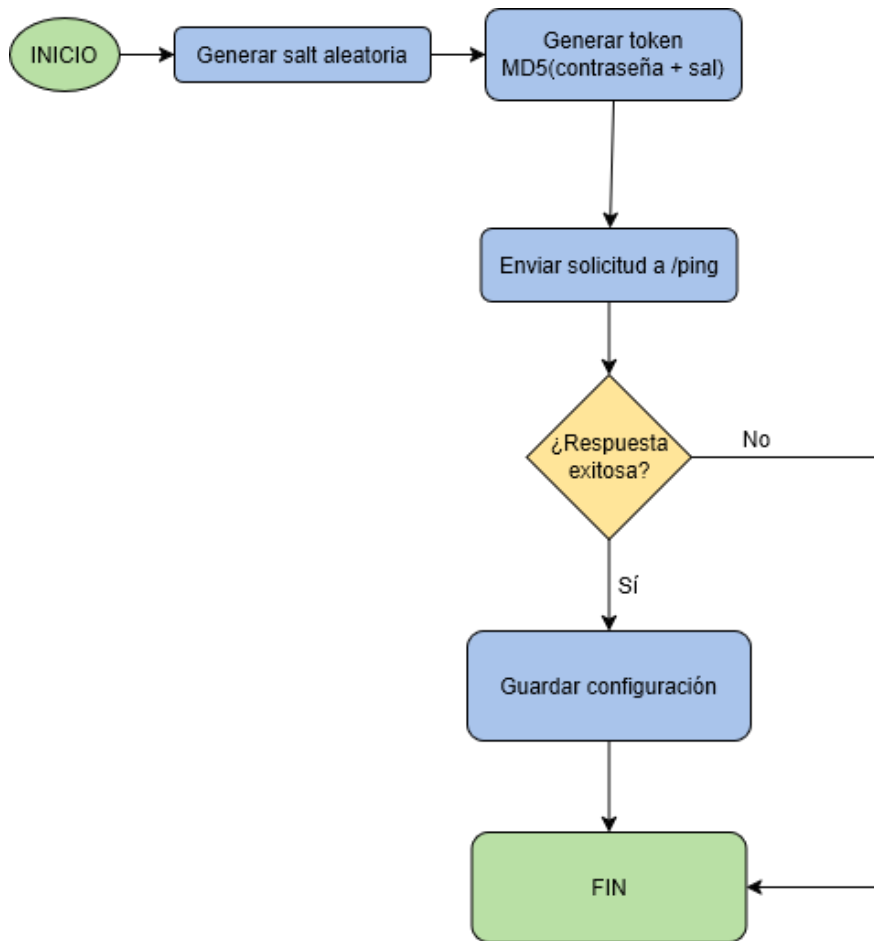 INICIO
Generar salt aleatoria
Generar token
MD5(contraseña + sal)
Enviar solicitud a /ping
¿Respuesta
exitosa?
No
Sí
Guardar configuración
FIN